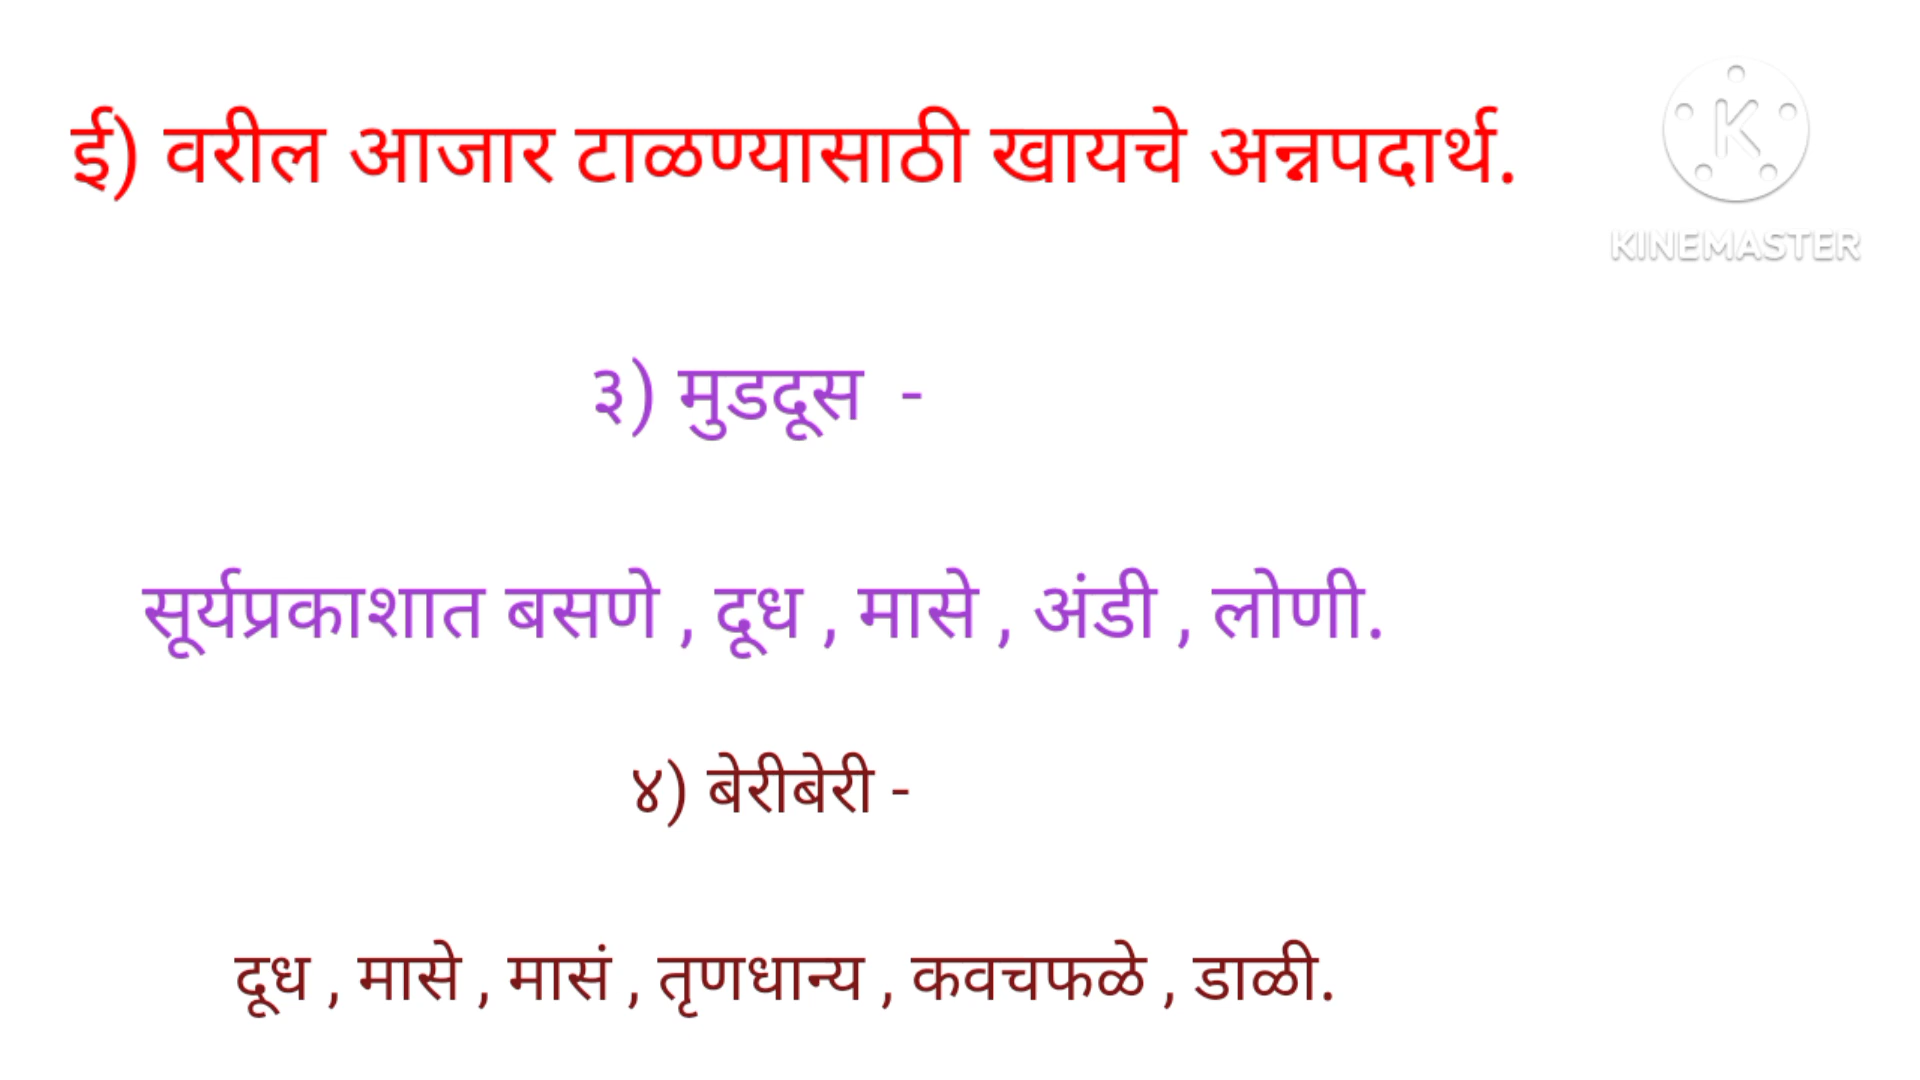 ई) वरील आजार टाळण्यासाठी खायचे अन्नपदार्थ.
K
KINEMASTER
३) मुडदूस -
सूर्यप्रकाशात बसणे , दूध , मासे , अंडी , लोणी.
४) बेरीबेरी -
दूध , मासे , मासं , तृणधान्य , कवचफळे , डाळी.